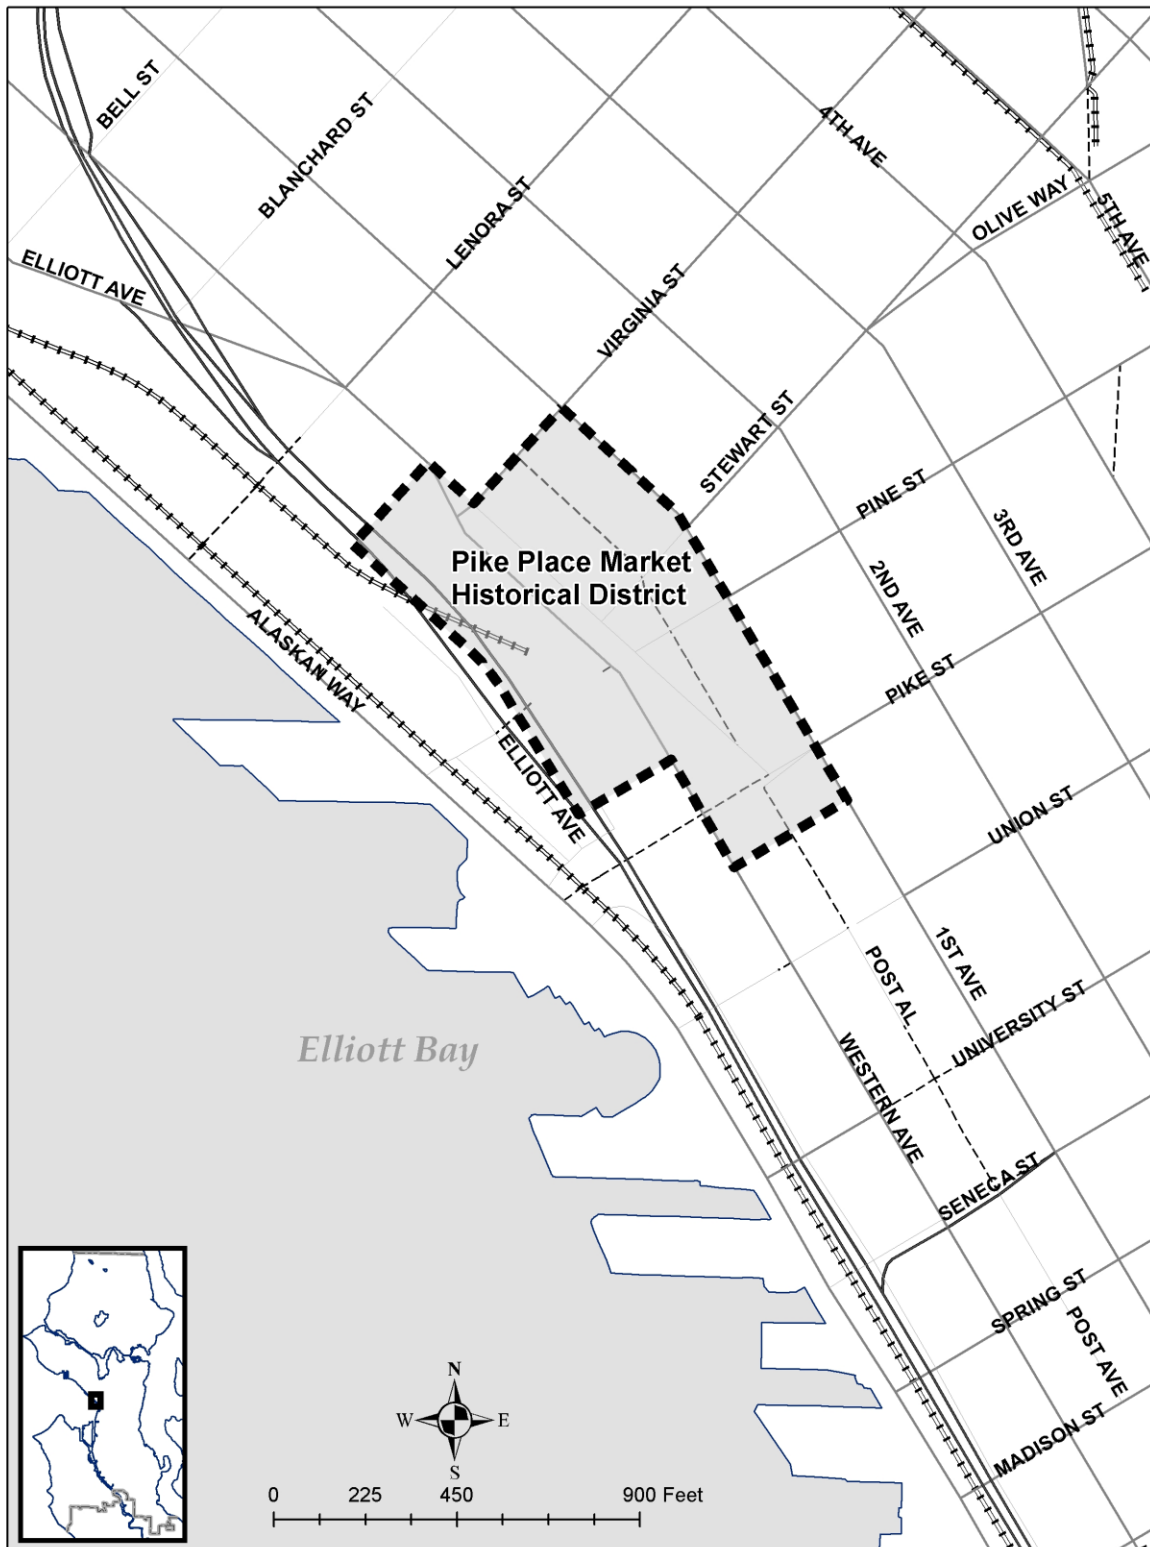 BELL ST
BLANCHARD ST
4TH AVE
LENORA ST
OLIVE WAY
5TH AVE
ELLIOTT AVE
VIRGINIA ST
STEWART ST
PINE ST
3RD AVE
Pike Place Market
Historical District
2ND AVE
ALASKAN WAY
PIKE ST
ELLIOTT AVE
UNION ST
1ST AVE
POST AL
UNIVERSITY ST
Elliott Bay
WESTERN AVE
SENECA ST
SPRING ST
POST AVE
MADISON ST
N
W
E
S
0 225 450 900 Feet